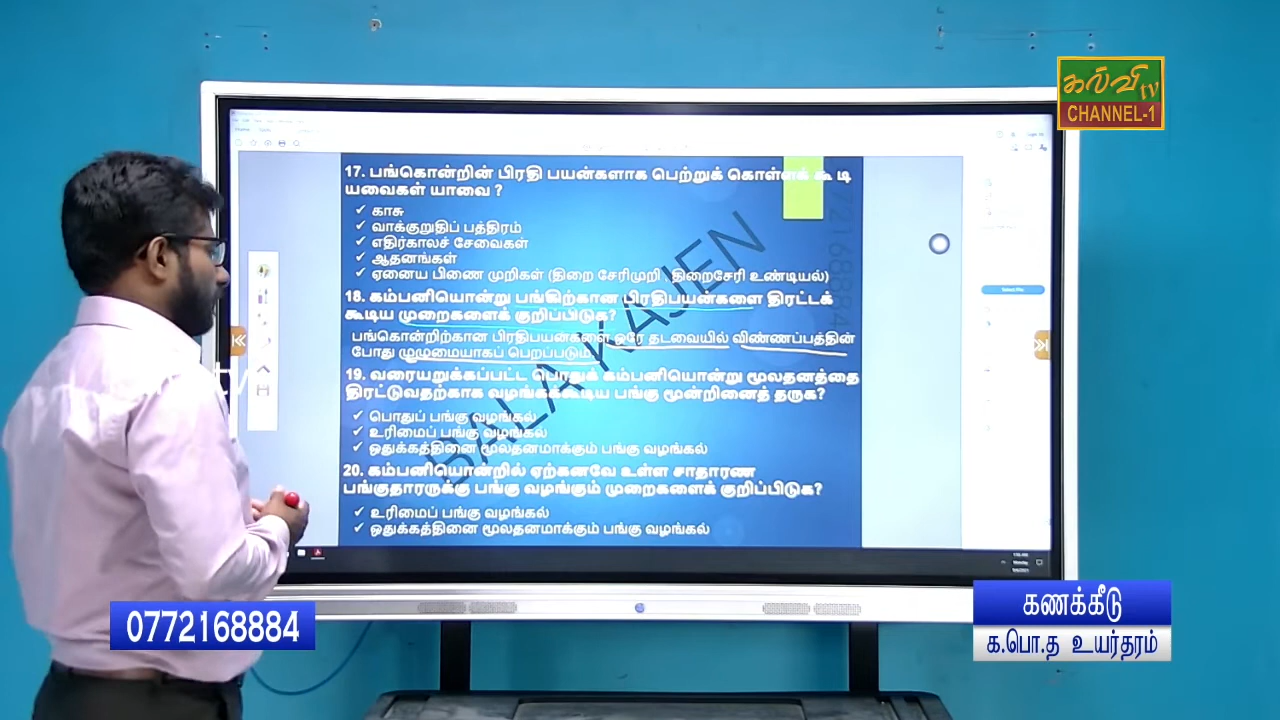 கல்வி tv
CHANNEL-1
17. பங்கொன்றின் பிரதி பயன்களாக பெற்றுக் கொள்ளக் கூ டி
யவைகள் யாவை ?
✓ காசு
✓ வாக்குறுதிப் பத்திரம்
✓ எதிர்காலச் சேவைகள்
✓ ஆதனங்கள்
✓ ஏனைய பிணை முறிகள் (திறை சேரிமுறி , திறைசேரி உண்டியல்)
18. கம்பனியொன்று பங்கிற்கான பிரதிபயன்களை திரட்டக்
கூடிய முறைகளைக் குறிப்பிடுக?
பங்கொன்றிற்கான பிரதிபயன்களை ஒரே தடவையில் விண்ணப்பத்தின்
போது முழுமையாகப் பெறப்படும்
19. வரையறுக்கப்பட்ட பொதுக் கம்பனியொன்று மூலதனத்தை
திரட்டுவதற்காக வழங்கக்கூடிய பங்கு மூன்றினைத் தருக?
✓ பொதுப் பங்கு வழங்கல்
✓ உரிமைப் பங்கு வழங்கல்
✓ ஒதுக்கத்தினை மூலதனமாக்கும் பங்கு வழங்கல்
20. கம்பனியொன்றில் ஏற்கனவே உள்ள சாதாரண
பங்குதாரருக்கு பங்கு வழங்கும் முறைகளைக் குறிப்பிடுக?
✓ உரிமைப் பங்கு வழங்கல்
✓ ஒதுக்கத்தினை மூலதனமாக்கும் பங்கு வழங்கல்
BALA KAJEN
0772168884
கணக்கீடு
க.பொ.த உயர்தரம்